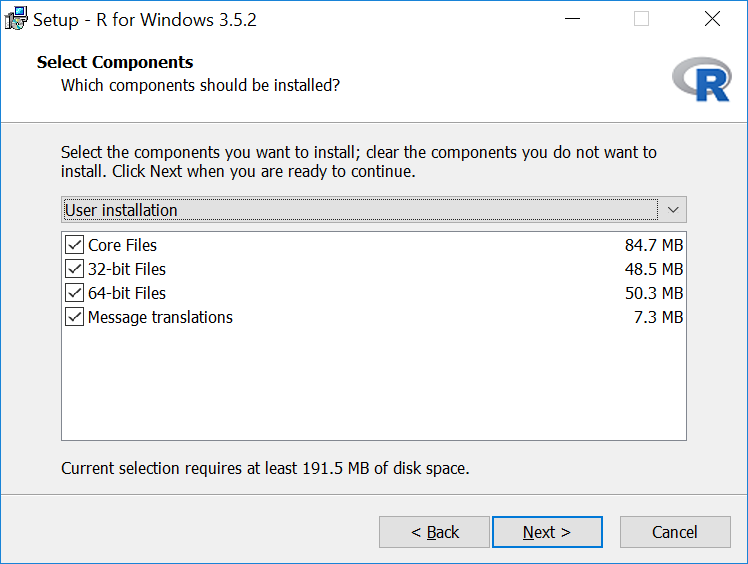 Setup - R for Windows 3.5.2
Select Components
Which components should be installed?
R
Select the components you want to install; clear the components you do not want to
install. Click Next when you are ready to continue.
User installation
Core Files 84.7 MB
32-bit Files 48.5 MB
64-bit Files 50.3 MB
Message translations 7.3 MB
Current selection requires at least 191.5 MB of disk space.
< Back Next > Cancel